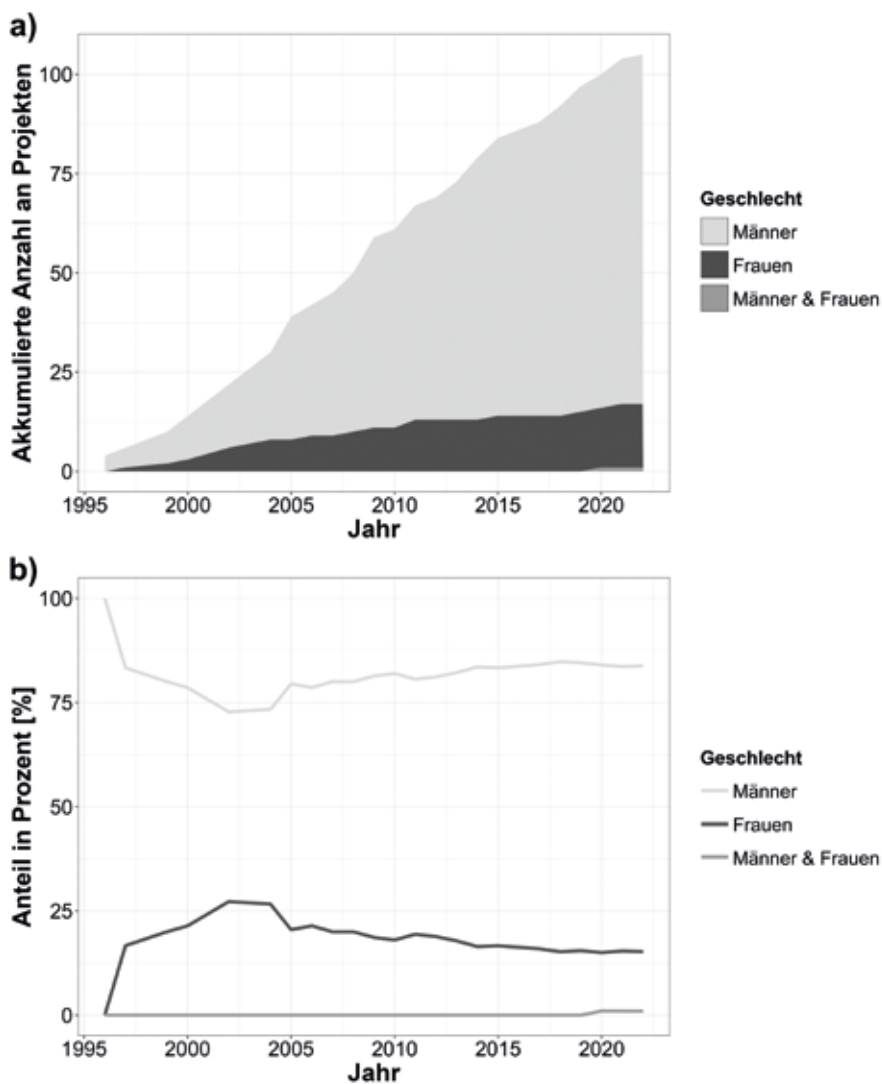 a)
Akkumulierte Anzahl an Projekten
100
75
50
25
0
1995 2000 2005 2010 2015 2020
Jahr
Geschlecht
Männer
Frauen
Männer & Frauen
b)
Anteil in Prozent [%]
100
75
50
25
0
1995 2000 2005 2010 2015 2020
Jahr
Geschlecht
Männer
Frauen
Männer & Frauen